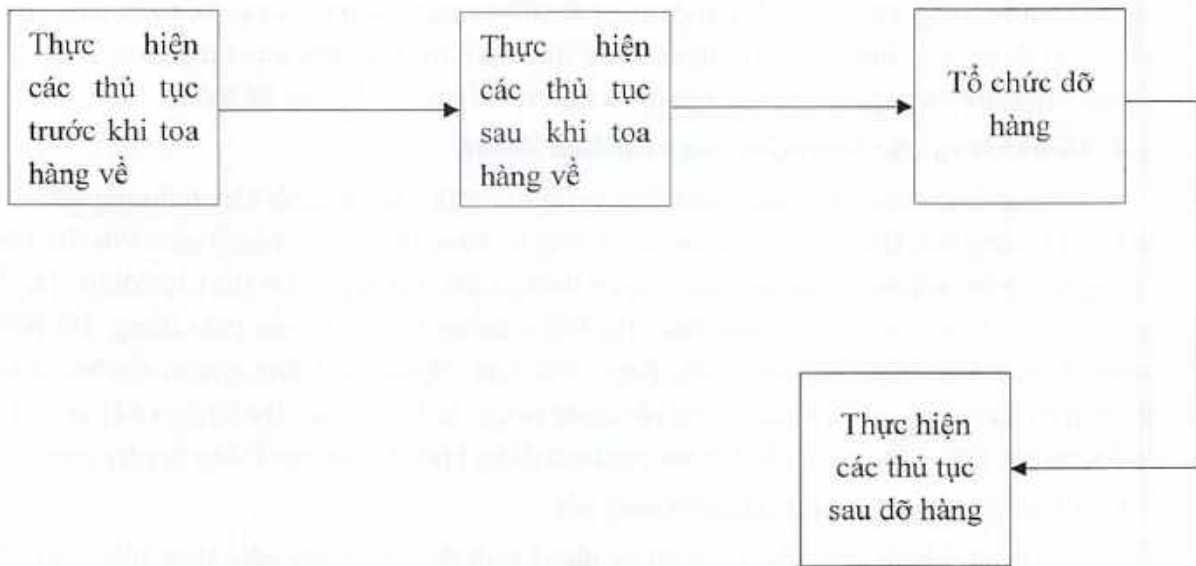 Thực hiện
các thủ tục
trước khi toa
hàng về
Thực hiện
các thủ tục
sau khi toa
hàng về
Tổ chức dỡ
hàng
Thực hiện
các thủ tục
sau dỡ hàng